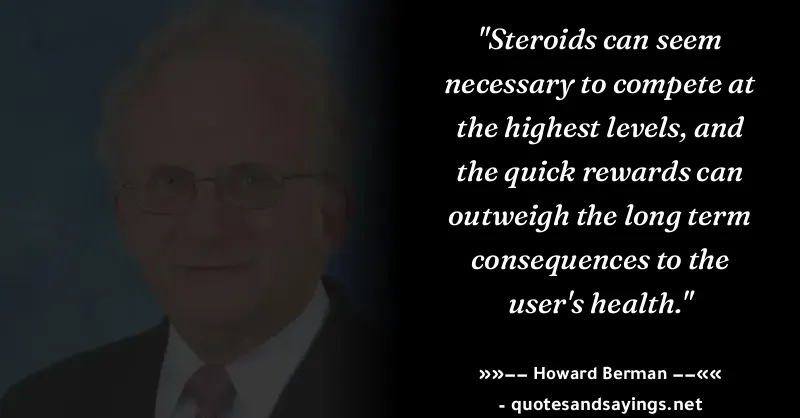 "Steroids can seem
necessary to compete at
the highest levels, and
the quick rewards can
outweigh the long term
consequences to the
user's health."
»»–– Howard Berman ––««
- quotesandsayings.net